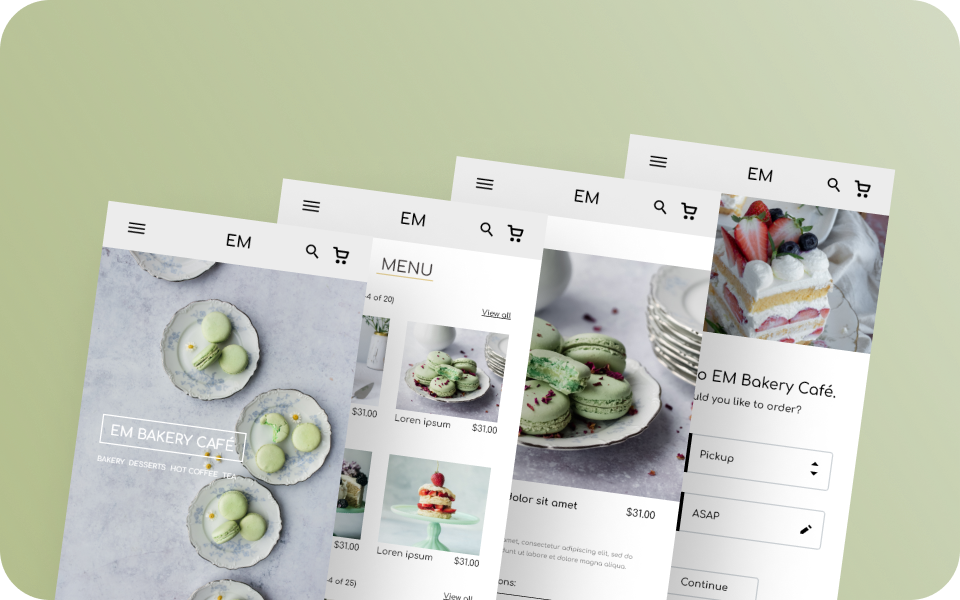 EM
EM BAKERY CAFÉ
BAKERY DESSERTS HOT COFFEE TEA
EM
MENU
-4 of 20)
View all
$31.00
Loren ipsum
$31.00
$31.00
Loren ipsum
$31.00
4 of 25)
View all
EM
dolor sit amet
$31.00
amet, consectetur adipiscing elit, sed do
dunt ut labore et dolore magna aliqua.
ons:
EM
o EM Bakery Café.
uld you like to order?
Pickup
ASAP
Continue